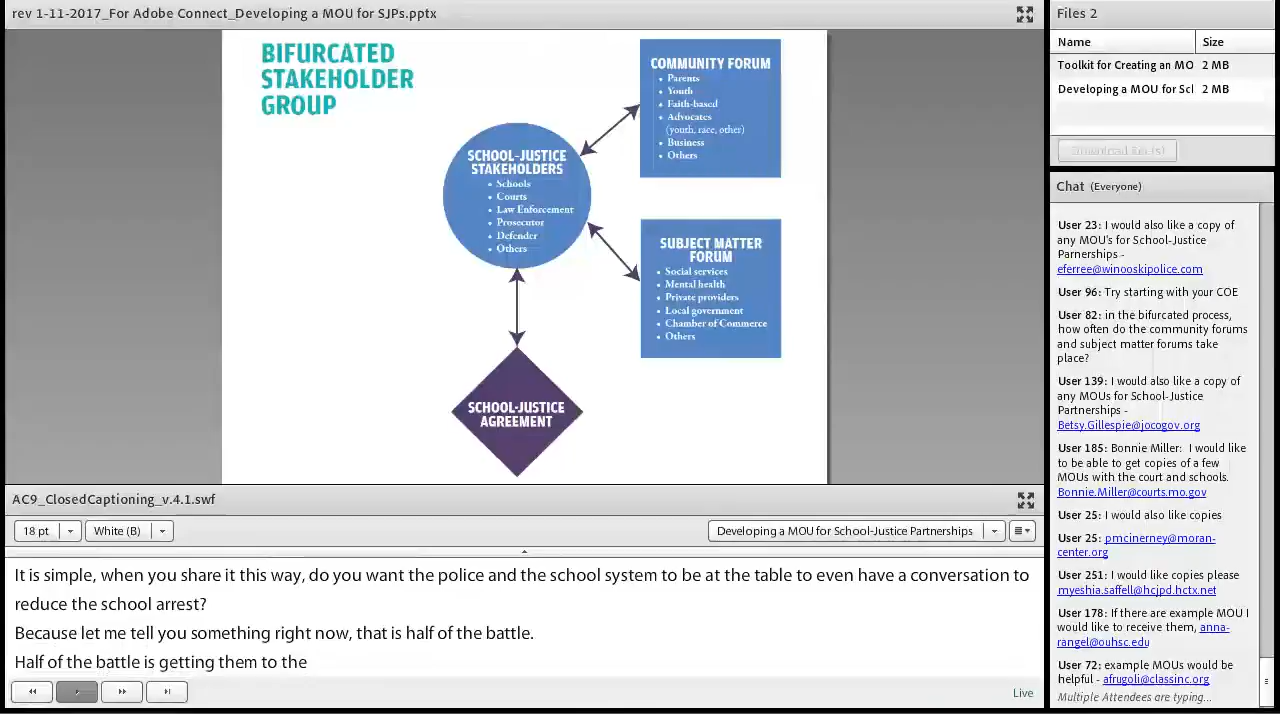 rev 1-11-2017_For Adobe Connect_Developing a MOU for SJPs.pptx
BIFURCATED
STAKEHOLDER
GROUP
SCHOOL-JUSTICE
STAKEHOLDERS
• Schools
• Courts
• Law Enforcement
• Prosecutor
• Defender
• Others
COMMUNITY FORUM
• Parents
• Youth
• Faith-based
• Advocates
(youth, race, other)
• Business
• Others
SUBJECT MATTER
FORUM
• Social services
• Mental health
• Private providers
• Local government
• Chamber of Commerce
• Others
SCHOOL-JUSTICE
AGREEMENT
AC9_ClosedCaptioning_v.4.1.swf
18 pt White (B) Developing a MOU for School-Justice Partnerships
It is simple, when you share it this way, do you want the police and the school system to be at the table to even have a conversation to
reduce the school arrest?
Because let me tell you something right now, that is half of the battle.
Half of the battle is getting them to the
Live
Files 2
Name Size
Toolkit for Creating an MO 2 MB
Developing a MOU for Scl 2 MB
Download File(s)
Chat (Everyone)
User 23: I would also like a copy of
any MOU's for School-Justice
Parnerships -
eferree@winooskipolice.com
User 96: Try starting with your COE
User 82: in the bifurcated process,
how often do the community forums
and subject matter forums take
place?
User 139: I would also like a copy of
any MOUs for School-Justice
Partnerships -
Betsy.Gillespie@jocogov.org
User 185: Bonnie Miller: I would like
to be able to get copies of a few
MOUs with the court and schools.
Bonnie.Miller@courts.mo.gov
User 25: I would also like copies
User 25: pmcinerney@moran-
center.org
User 251: I would like copies please
myeshia.saffell@hcjpd.hctx.net
User 178: If there are example MOU I
would like to receive them, anna-
rangel@ouhsc.edu
User 72: example MOUs would be
helpful - afrugoli@classinc.org
Multiple Attendees are typing...